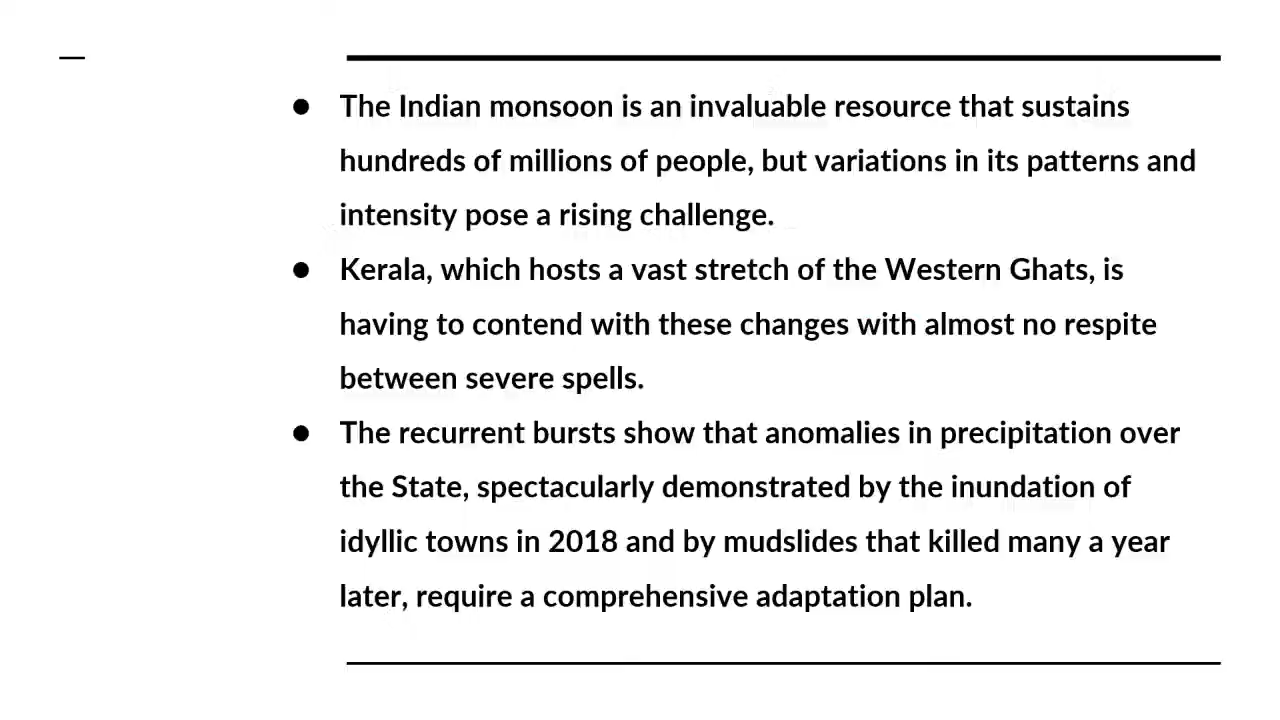 ● The Indian monsoon is an invaluable resource that sustains
hundreds of millions of people, but variations in its patterns and
intensity pose a rising challenge.
● Kerala, which hosts a vast stretch of the Western Ghats, is
having to contend with these changes with almost no respite
between severe spells.
● The recurrent bursts show that anomalies in precipitation over
the State, spectacularly demonstrated by the inundation of
idyllic towns in 2018 and by mudslides that killed many a year
later, require a comprehensive adaptation plan.